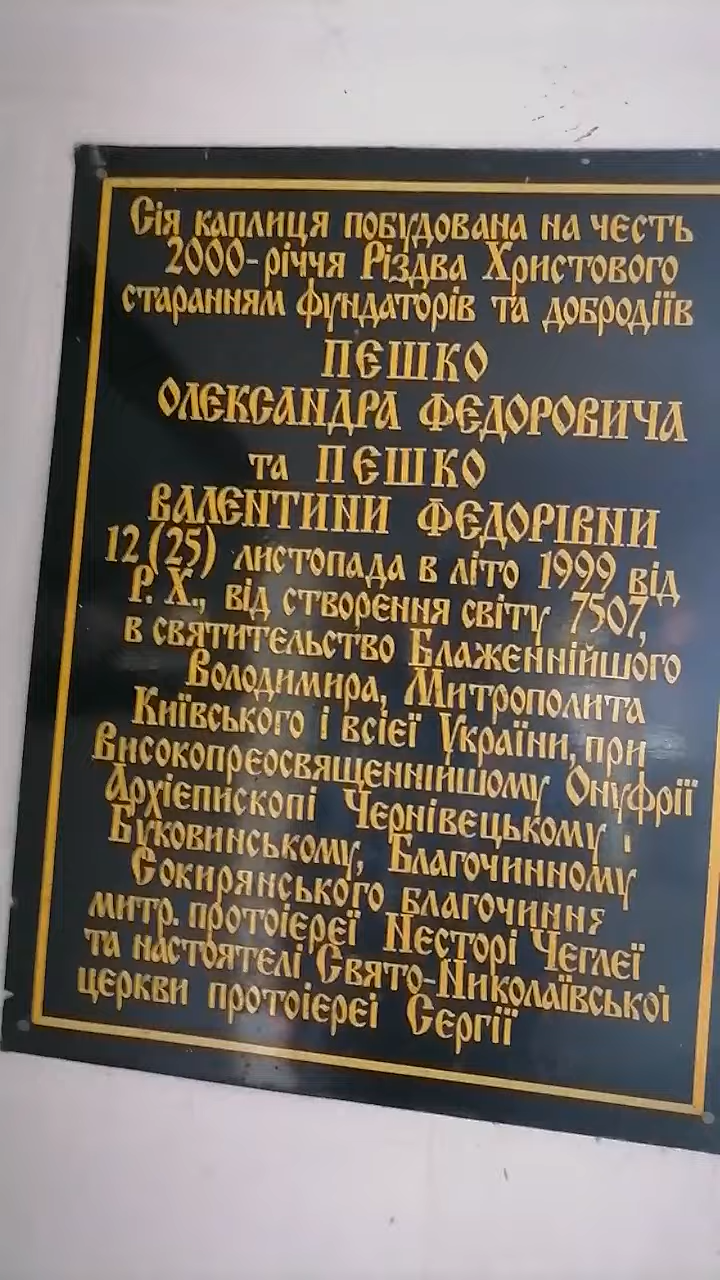 Сія каплиця побудована на честь
2000-річчя Різдва Христового
старанням фундаторів та добродіїв
ПЕШКО
ОЛЕКСАНДРА ФЕДОРОВИЧА
та ПЕШКО
ВАЛЕНТИНИ ФЕДОРІВНИ
12 (25) листопада в літо 1999 від
Р. Х., від створення світу 7507,
в святительство Блаженнійшого
Володимира, Митрополита
Київського і всієї України, при
Високопреосвященнійшому Онуфрії
Архієпископі Чернівецькому і
Буковинському, Благочинному
Сокирянського благочиння
митр. протоієреї Несторі Чеглеї
та настоятелі Свято-Николаївської
церкви протоієреі Сергії